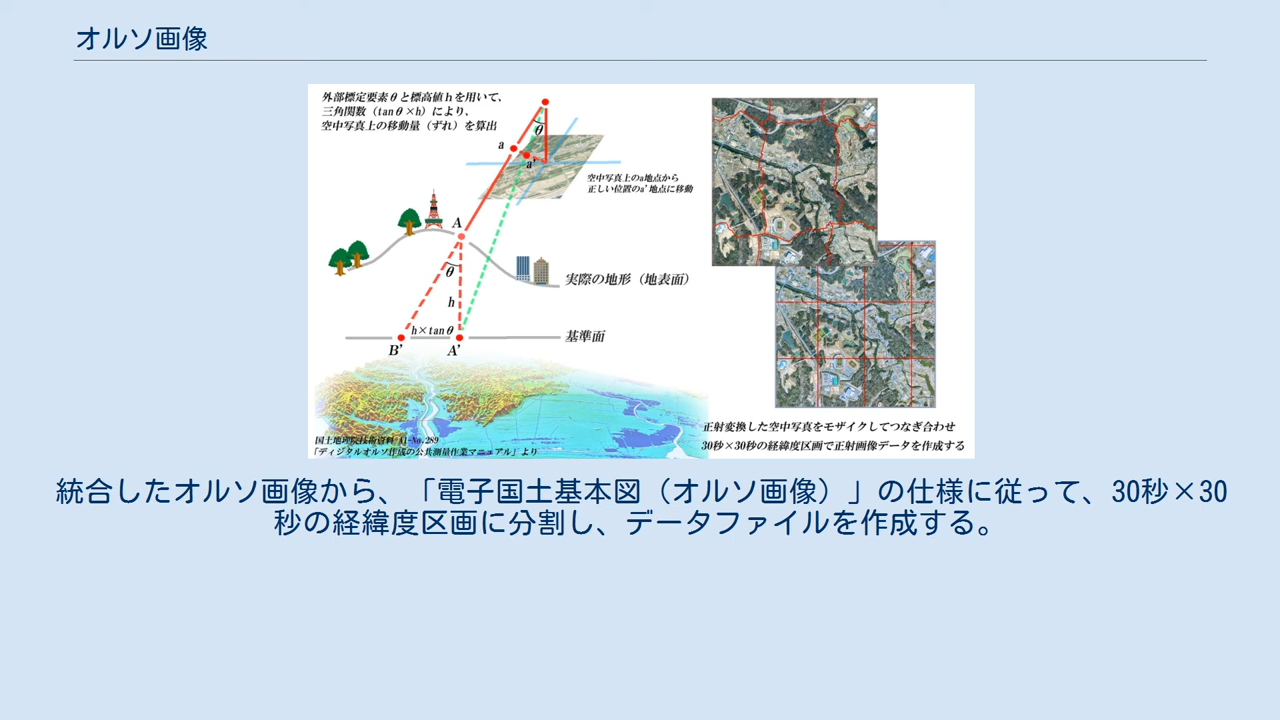 オルソ画像
外部標定要素θと標高値hを用いて、
三角関数（tanθ×h）により、
空中写真上の移動量（ずれ）を算出
θ
a
a'
空中写真上のa地点から
正しい位置のa'地点に移動
A
θ
実際の地形（地表面）
h
h×tanθ
基準面
B'
A'
正射変換した空中写真をモザイクしてつなぎ合わせ
30秒×30秒の経緯度区画で正射画像データを作成する
国土地理院技術資料 A1-No.289
「ディジタルオルソ作成の公共測量作業マニュアル」より
統合したオルソ画像から、「電子国土基本図（オルソ画像）」の仕様に従って、30秒×30
秒の経緯度区画に分割し、データファイルを作成する。